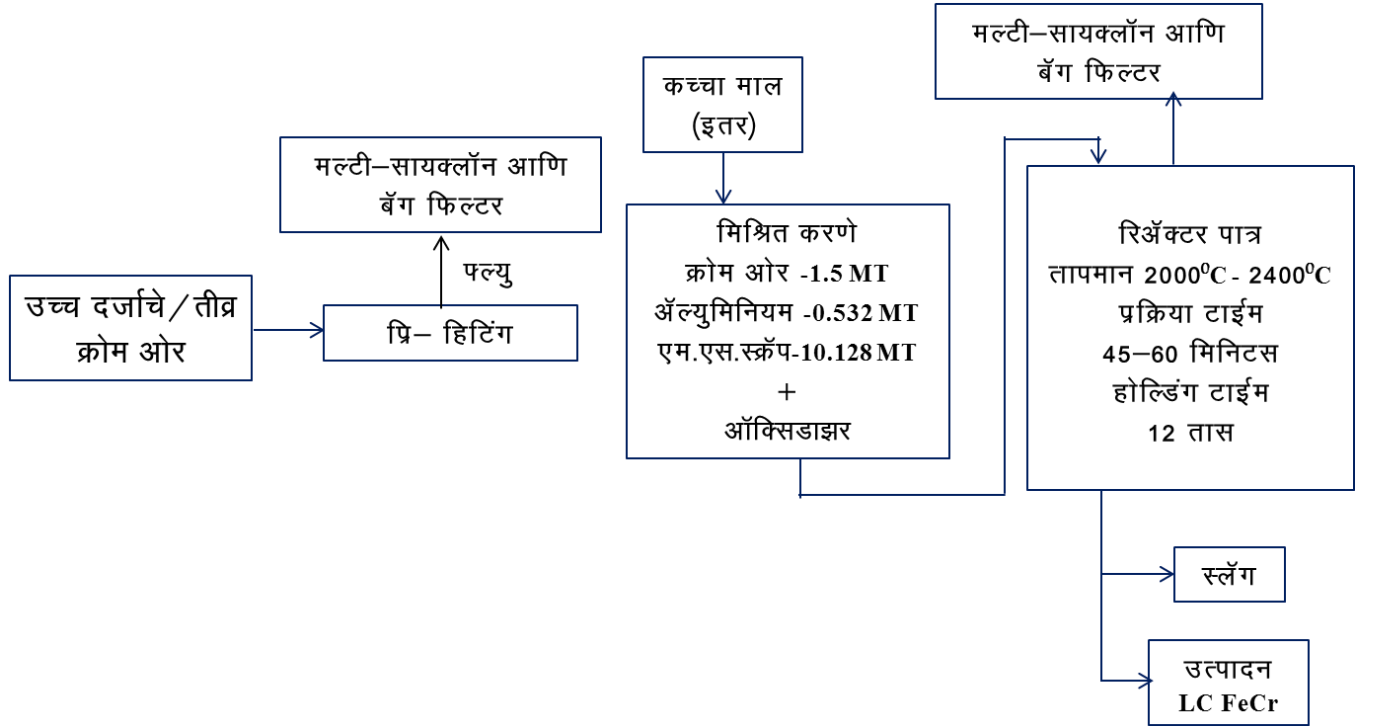 मल्टी–सायक्लॉन आणि
बॅग फिल्टर
कच्चा माल
(इतर)
मल्टी–सायक्लॉन आणि
बॅग फिल्टर
फ्ल्यु
उच्च दर्जाचे/तीव्र
क्रोम ओर
प्रि– हिटिंग
मिश्रित करणे
क्रोम ओर -1.5 MT
ॲल्युमिनियम -0.532 MT
एम.एस.स्क्रॅप-10.128 MT
+
ऑक्सिडाझर
रिॲक्टर पात्र
तापमान 2000⁰C - 2400⁰C
प्रक्रिया टाईम
45–60 मिनिटस
होल्डिंग टाईम
12 तास
स्लॅग
उत्पादन
LC FeCr